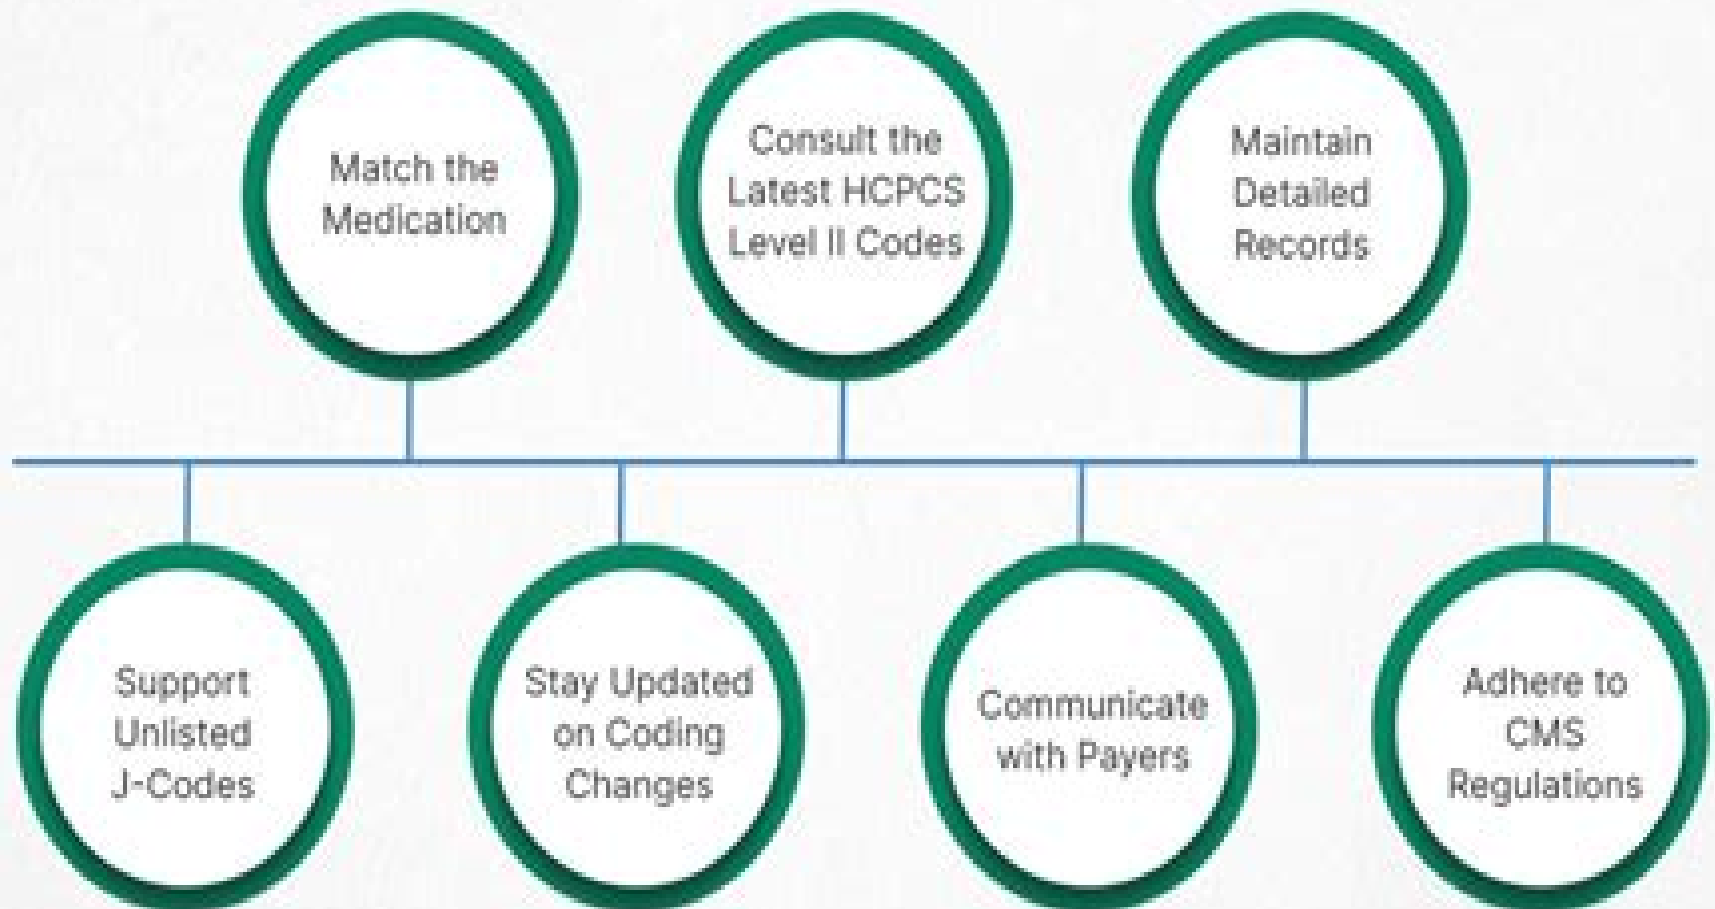 Match the
Medication
Consult the
Latest HCPCS
Level II Codes
Maintain
Detailed
Records
Support
Unlisted
J-Codes
Stay Updated
on Coding
Changes
Communicate
with Payers
Adhere to
CMS
Regulations